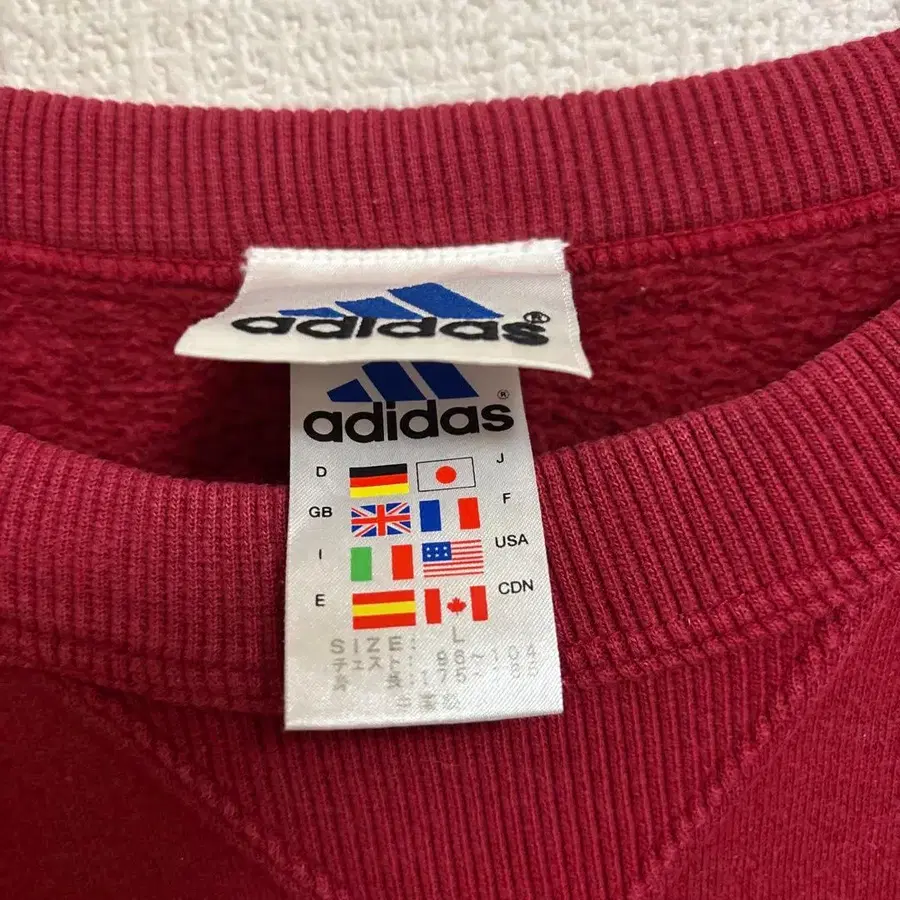 adidas®
adidas®
D J
GB F
I USA
E CDN
SIZE: L
チェスト: 96~104
身 長: 175~185